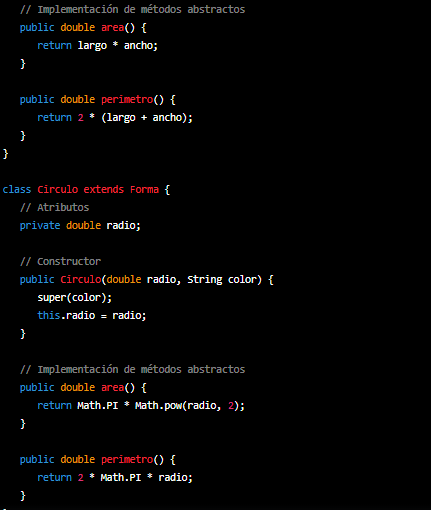 // Implementación de métodos abstractos
public double area() {
return largo * ancho;
}
public double perimetro() {
return 2 * (largo + ancho);
}
}
class Circulo extends Forma {
// Atributos
private double radio;
// Constructor
public Circulo(double radio, String color) {
super(color);
this.radio = radio;
}
// Implementación de métodos abstractos
public double area() {
return Math.PI * Math.pow(radio, 2);
}
public double perimetro() {
return 2 * Math.PI * radio;
}